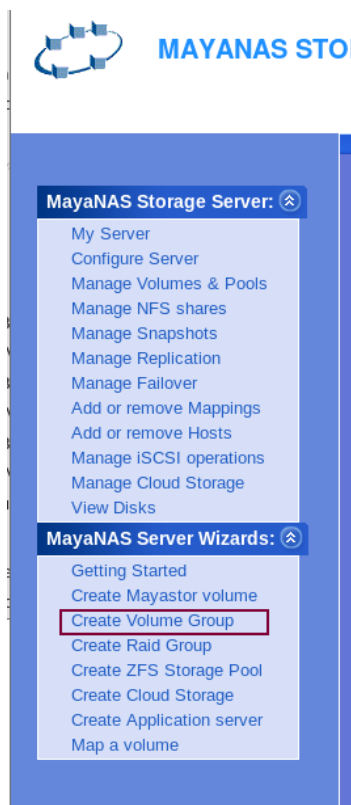 MAYANAS STO
MayaNAS Storage Server:
My Server
Configure Server
Manage Volumes & Pools
Manage NFS shares
Manage Snapshots
Manage Replication
Manage Failover
Add or remove Mappings
Add or remove Hosts
Manage iSCSI operations
Manage Cloud Storage
View Disks
MayaNAS Server Wizards:
Getting Started
Create Mayastor volume
Create Volume Group
Create Raid Group
Create ZFS Storage Pool
Create Cloud Storage
Create Application server
Map a volume